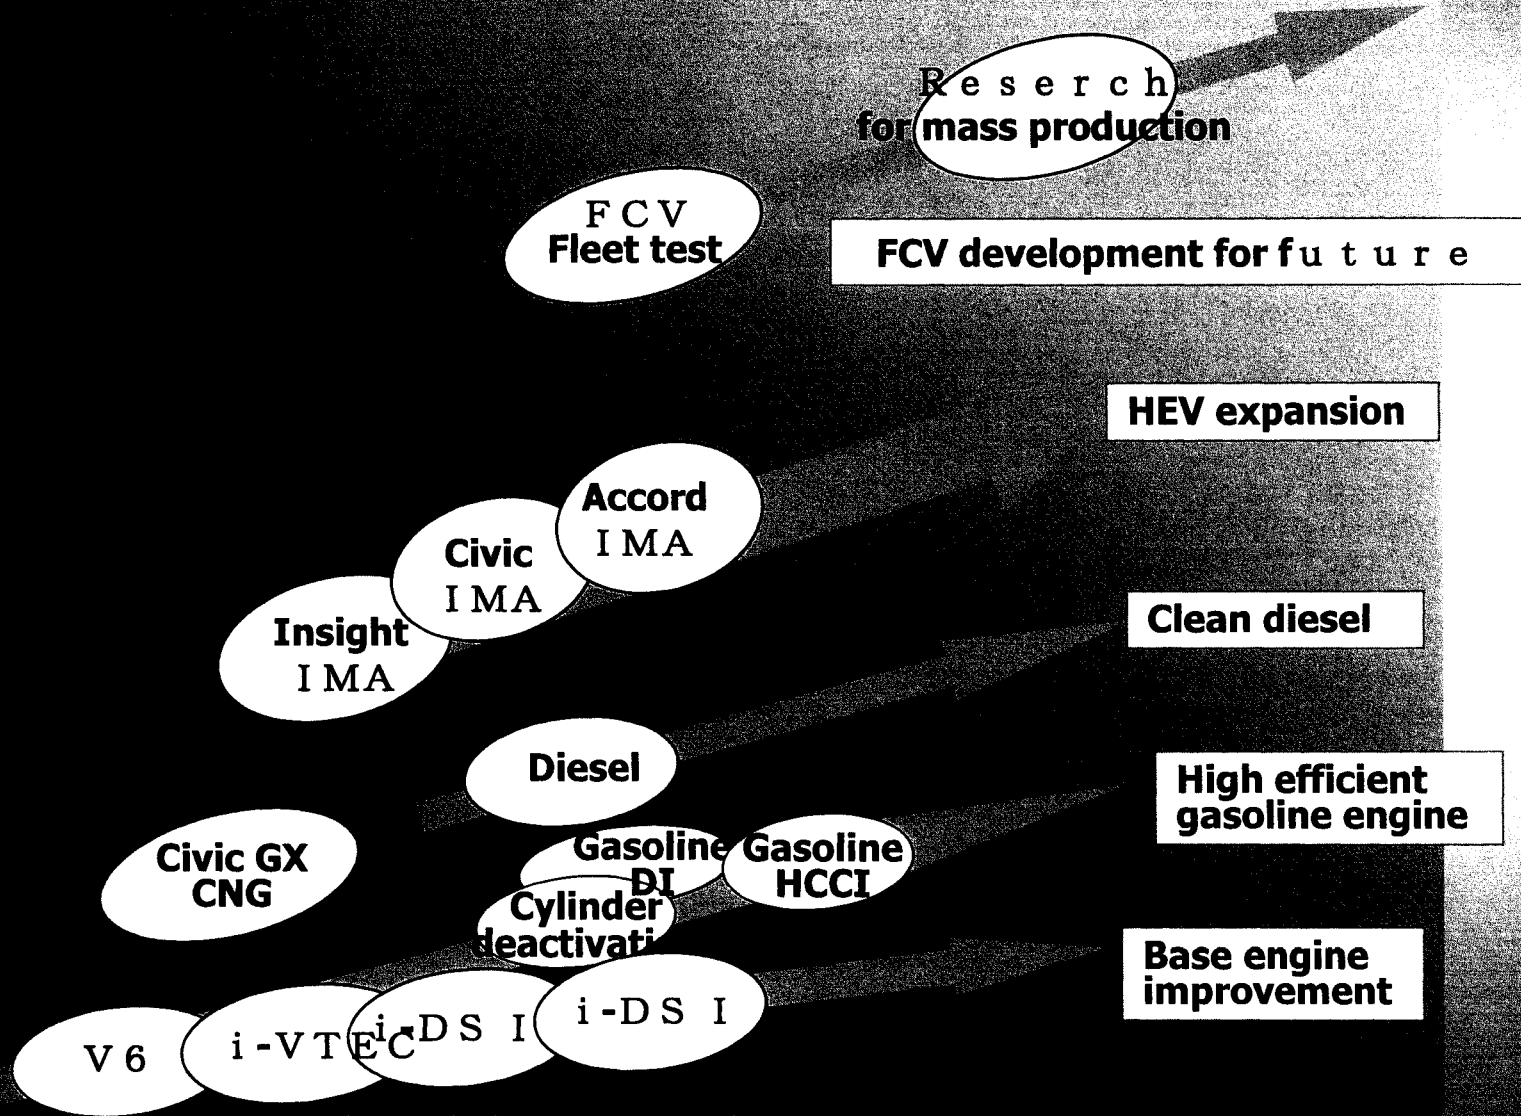 Reserch
for mass production
FCV
Fleet test
FCV development for future
HEV expansion
Accord
IMA
Civic
IMA
Insight
IMA
Clean diesel
Diesel
High efficient
gasoline engine
Civic GX
CNG
Gasoline
DI
Gasoline
HCCI
Cylinder
deactivati
Base engine
improvement
V6
i-VTEC
i-DSI
i-DSI